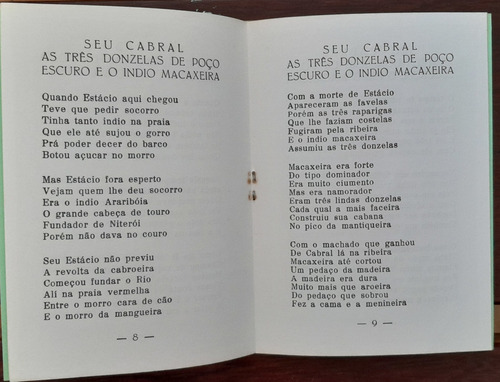 SEU CABRAL
AS TRÊS DONZELAS DE POÇO
ESCURO E O INDIO MACAXEIRA
Quando Estácio aqui chegou
Teve que pedir socorro
Tinha tanto indio na praia
Que ele até sujou o gorro
Prá poder decer do barco
Botou açucar no morro
Mas Estácio fora esperto
Vejam quem lhe deu socorro
Era o indio Araribóia
O grande cabeça de touro
Fundador de Niterói
Porém não dava no couro
Seu Estácio não previu
A revolta da cabroeira
Começou fundar o Rio
Ali na praia vermelha
Entre o morro cara de cão
E o morro da mangueira
— 8 —
SEU CABRAL
AS TRÊS DONZELAS DE POÇO
ESCURO E O INDIO MACAXEIRA
Com a morte de Estácio
Apareceram as favelas
Porém as três raparigas
Que lhe faziam costelas
Fugiram pela ribeira
E o indio macaxeira
Assumiu as três donzelas
Macaxeira era forte
Do tipo dominador
Era muito ciumento
Mas era namorador
Eram três lindas donzelas
Cada qual a mais faceira
Construiu sua cabana
No pico da mantiqueira
Com o machado que ganhou
De Cabral lá na ribeira
Macaxeira até cortou
Um pedaço da madeira
A madeira era dura
Muito mais que aroeira
Do pedaço que sobrou
Fez a cama e a menineira
— 9 —